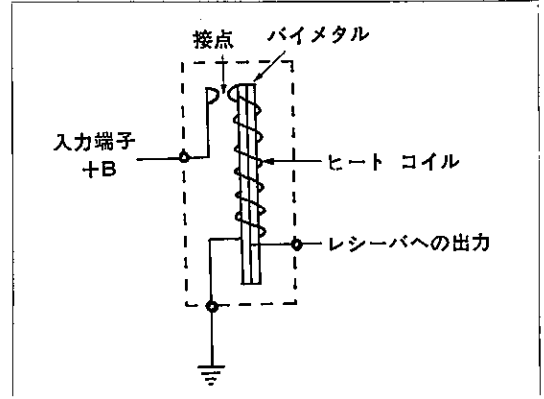 接点
バイメタル
入力端子
+B
ヒート コイル
レシーバへの出力